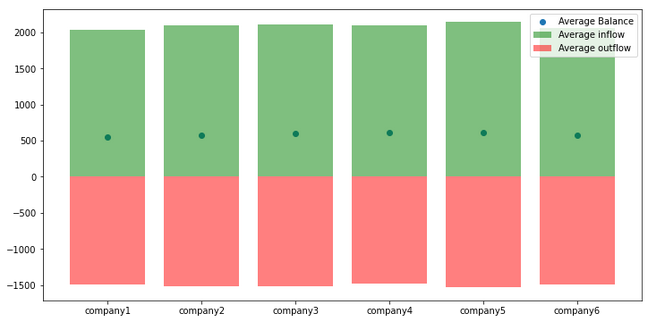 Average Balance
Average inflow
Average outflow
2000
1500
1000
500
0
−500
−1000
−1500
company1 company2 company3 company4 company5 company6